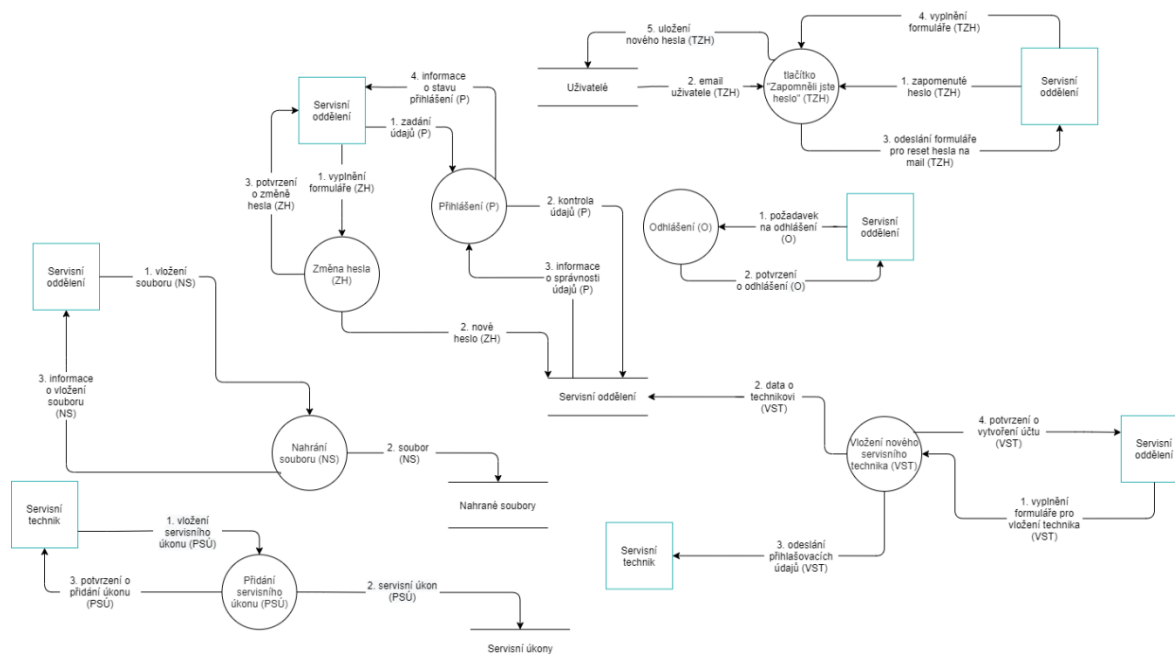 4. vyplnění
formuláře (TZH)
5. uložení
nového hesla (TZH)
tlačítko
"Zapomněli jste
heslo" (TZH)
Uživatelé
2. email
uživatele (TZH)
1. zapomenuté
heslo (TZH)
Servisní
oddělení
3. odeslání formuláře
pro reset hesla na
mail (TZH)
4. informace
o stavu
přihlášení (P)
Servisní
oddělení
1. zadání
údajů (P)
3. potvrzení
o změně
hesla (ZH)
1. vyplnění
formuláře (ZH)
Přihlášení (P)
2. kontrola
údajů (P)
Změna hesla
(ZH)
3. informace
o správnosti
údajů (P)
2. nové
heslo (ZH)
Servisní oddělení
Odhlášení (O)
1. požadavek
na odhlášení
(O)
Servisní
oddělení
2. potvrzení
o odhlášení (O)
Servisní
oddělení
1. vložení
souboru (NS)
3. informace
o vložení
souboru
(NS)
Nahrání
souboru (NS)
2. soubor
(NS)
Nahrané soubory
2. data o
technikovi
(VST)
Vložení nového
servisního
technika (VST)
4. potvrzení o
vytvoření účtu
(VST)
Servisní
oddělení
1. vyplnění
formuláře pro
vložení technika
(VST)
3. odeslání
přihlašovacích
údajů (VST)
Servisní
technik
Servisní
technik
1. vložení
servisního
úkonu (PSÚ)
3. potvrzení o
přidání úkonu
(PSÚ)
Přidání
servisního
úkonu (PSÚ)
2. servisní úkon
(PSÚ)
Servisní úkony